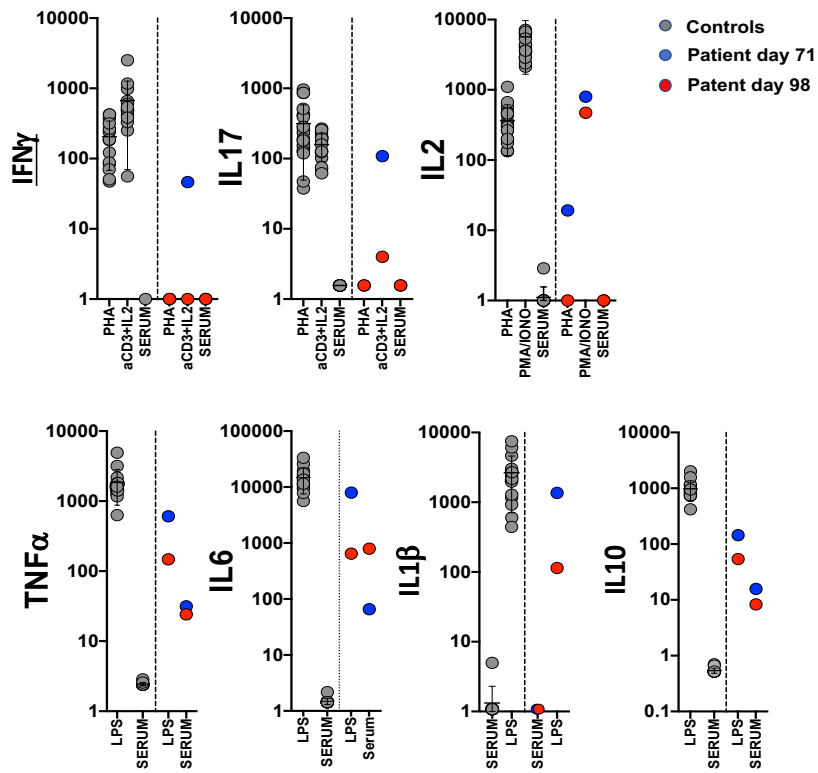 Controls
Patient day 71
Patent day 98
IFNγ
10000
1000
100
10
1
PHA
aCD3+IL2
SERUM
PHA
aCD3+IL2
SERUM
IL17
10000
1000
100
10
1
PHA
aCD3+IL2
SERUM
PHA
aCD3+IL2
SERUM
IL2
10000
1000
100
10
1
PHA
PMA/IONO
SERUM
PHA
PMA/IONO
SERUM
TNFα
10000
1000
100
10
1
LPS
SERUM
LPS
SERUM
IL6
100000
10000
1000
100
10
1
LPS
SERUM
LPS
Serum
IL1β
10000
1000
100
10
1
SERUM
LPS
SERUM
LPS
IL10
10000
1000
100
10
1
0.1
LPS
SERUM
LPS
SERUM